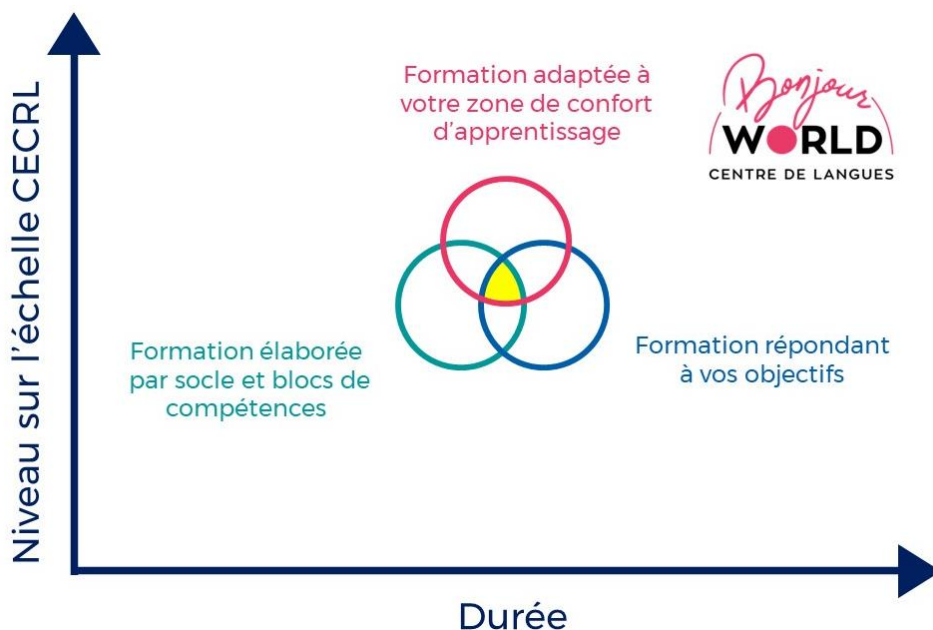 Niveau sur l'échelle CECRL
Formation adaptée à
votre zone de confort
d'apprentissage
Bonjour
WORLD
CENTRE DE LANGUES
Formation élaborée
par socle et blocs de
compétences
Formation répondant
à vos objectifs
Durée